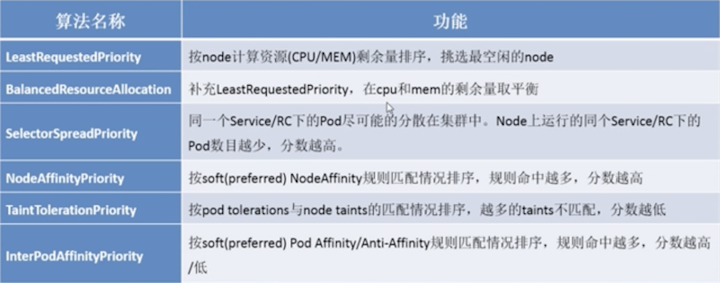 算法名称 功能
LeastRequestedPriority 按node计算资源(CPU/MEM)剩余量排序，挑选最空闲的node
BalancedResourceAllocation 补充LeastRequestedPriority，在cpu和mem的剩余量取平衡
SelectorSpreadPriority 同一个Service/RC下的Pod尽可能的分散在集群中。Node上运行的同个Service/RC下的
Pod数目越少，分数越高。
NodeAffinityPriority 按soft(preferred) NodeAffinity规则匹配情况排序，规则命中越多，分数越高
TaintTolerationPriority 按pod tolerations与node taints的匹配情况排序，越多的taints不匹配，分数越低
InterPodAffinityPriority 按soft(preferred) Pod Affinity/Anti-Affinity规则匹配情况排序，规则命中越多，分数越高
/低